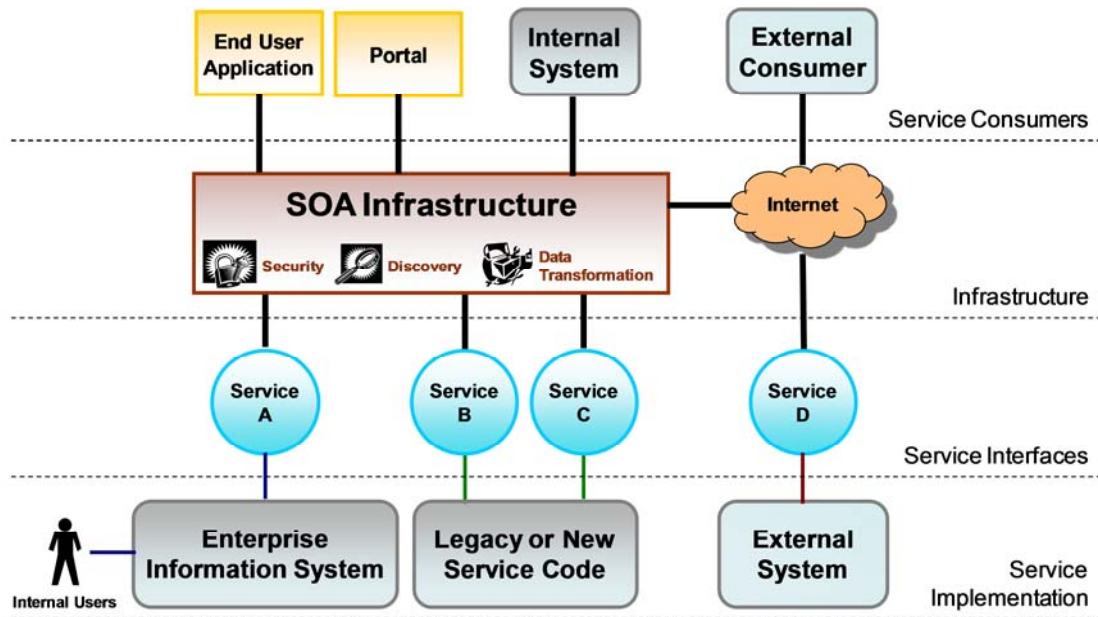 End User
Application
Portal
Internal
System
External
Consumer
Service Consumers
SOA Infrastructure
Internet
Security
Discovery
Data
Transformation
Infrastructure
Service
A
Service
B
Service
C
Service
D
Service Interfaces
Enterprise
Information System
Legacy or New
Service Code
External
System
Internal Users
Service
Implementation